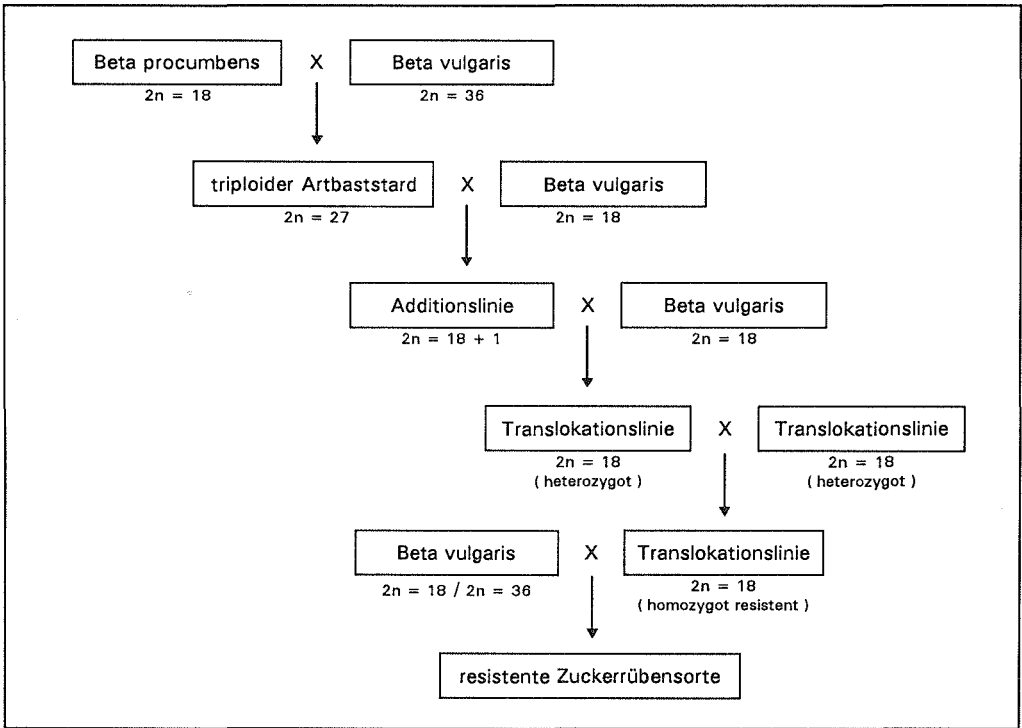 Beta procumbens X Beta vulgaris
2n = 18 2n = 36
triploider Artbaststard X Beta vulgaris
2n = 27 2n = 18
Additionslinie X Beta vulgaris
2n = 18 + 1 2n = 18
Translokationslinie X Translokationslinie
2n = 18 2n = 18
( heterozygot ) ( heterozygot )
Beta vulgaris X Translokationslinie
2n = 18 / 2n = 36 2n = 18
( homozygot resistent )
resistente Zuckerrübensorte